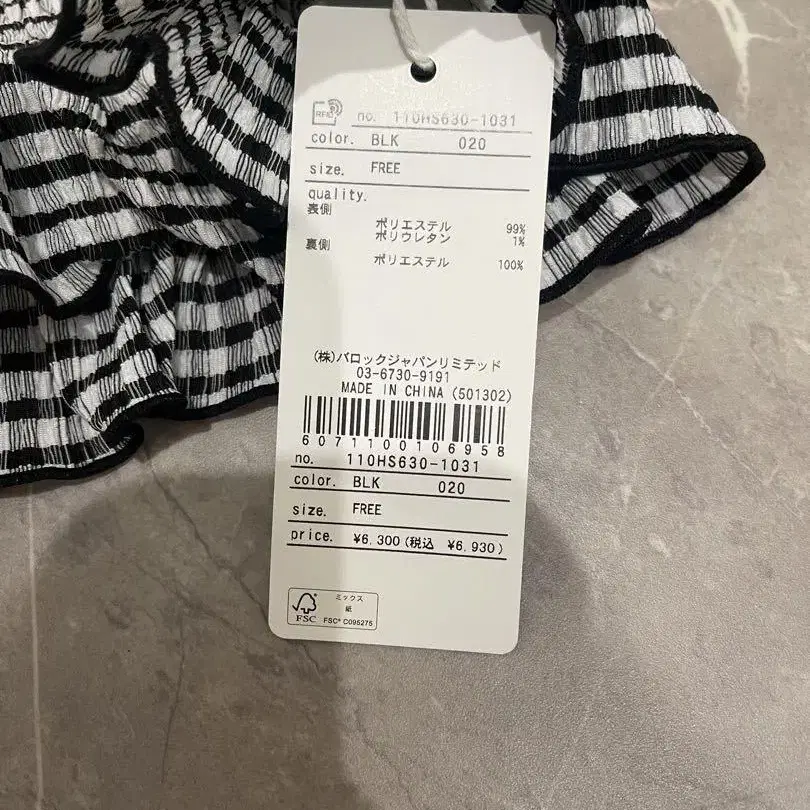 RFID
no. 110HS630-1031
color. BLK 020
size. FREE
quality.
表側
ポリエステル 99%
ポリウレタン 1%
裏側
ポリエステル 100%
(株)バロックジャパンリミテッド
03-6730-9191
MADE IN CHINA (501302)
6071100106958
no. 110HS630-1031
color. BLK 020
size. FREE
price. ¥6.300(税込 ¥6.930)
ミックス
紙
FSC FSC® C095275